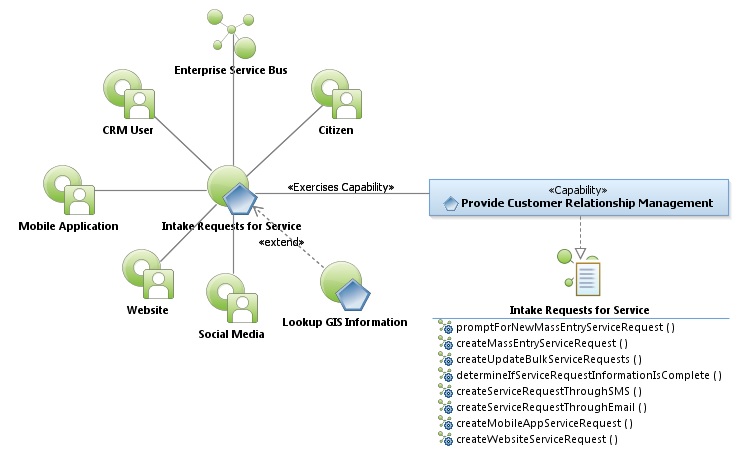 Enterprise Service Bus
CRM User
Citizen
Mobile Application
«Exercises Capability»
«Capability»
Provide Customer Relationship Management
Intake Requests for Service
«extend»
Website
Social Media
Lookup GIS Information
Intake Requests for Service
promptForNewMassEntryServiceRequest ( )
createMassEntryServiceRequest ( )
createUpdateBulkServiceRequests ( )
determineIfServiceRequestInformationIsComplete ( )
createServiceRequestThroughSMS ( )
createServiceRequestThroughEmail ( )
createMobileAppServiceRequest ( )
createWebsiteServiceRequest ( )